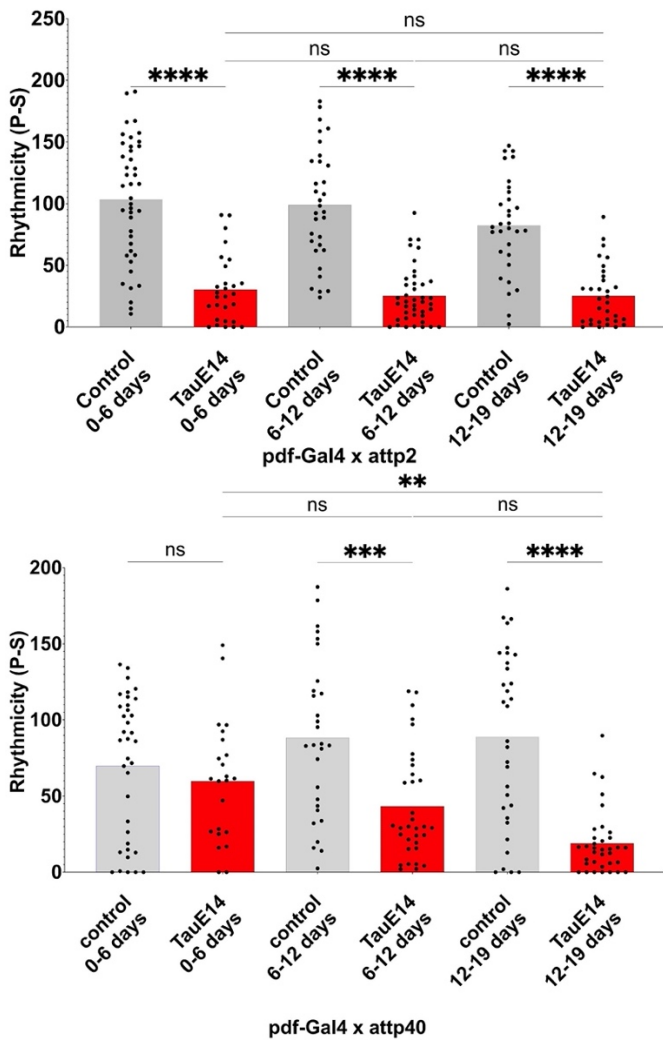 250
200
150
100
50
0
Rhythmicity (P-S)
ns
ns
ns
****
****
****
Control
0-6 days
TauE14
0-6 days
Control
6-12 days
TauE14
6-12 days
Control
12-19 days
TauE14
12-19 days
pdf-Gal4 x attp2
**
ns
ns
ns
***
****
200
150
100
50
0
Rhythmicity (P-S)
control
0-6 days
TauE14
0-6 days
control
6-12 days
TauE14
6-12 days
control
12-19 days
TauE14
12-19 days
pdf-Gal4 x attp40